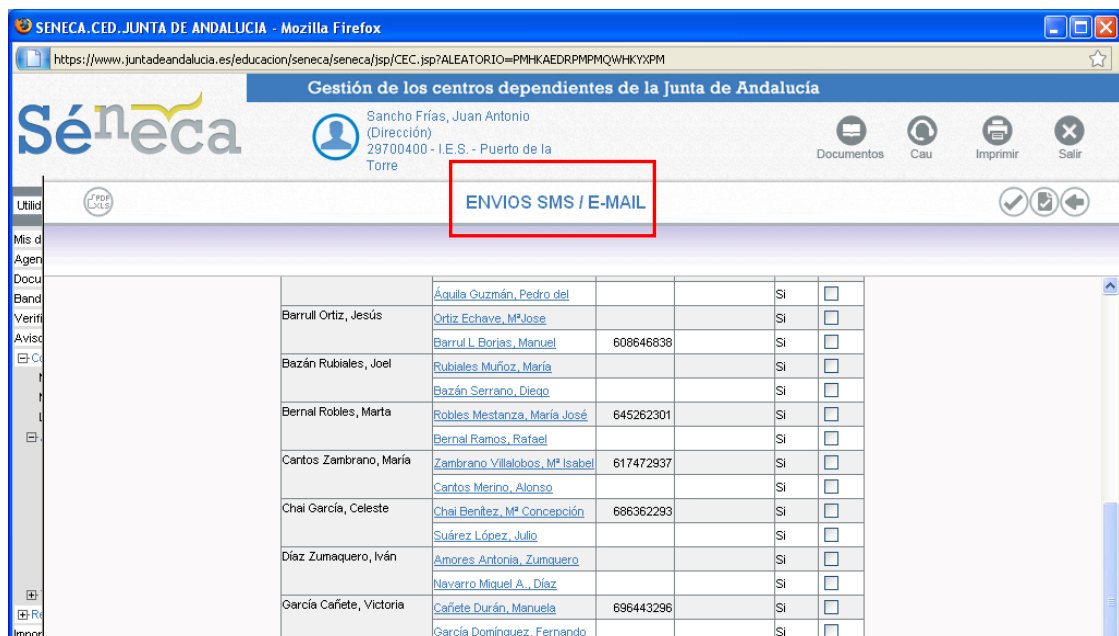 SENECA.CED.JUNTA DE ANDALUCIA - Mozilla Firefox
https://www.juntadeandalucia.es/educacion/seneca/seneca/jsp/CEC.jsp?ALEATORIO=PMHKAEDRPMPMQWHKYXPM
Gestión de los centros dependientes de la Junta de Andalucía
Séneca
Sancho Frías, Juan Antonio
(Dirección)
29700400 - I.E.S. - Puerto de la
Torre
Documentos Cau Imprimir Salir
Utilid
PDF
XLS
ENVIOS SMS / E-MAIL
Mis d
Agen
Docu
Band
Verifi
Aviso
Co
Re
Impor
Águila Guzmán, Pedro del Si
Barrull Ortiz, Jesús Ortiz Echave, MªJose Si
Barrul L Borjas, Manuel 608646838 Si
Bazán Rubiales, Joel Rubiales Muñoz, María Si
Bazán Serrano, Diego Si
Bernal Robles, Marta Robles Mestanza, María José 645262301 Si
Bernal Ramos, Rafael Si
Cantos Zambrano, María Zambrano Villalobos, Mª Isabel 617472937 Si
Cantos Merino, Alonso Si
Chai García, Celeste Chai Benítez, Mª Concepción 686362293 Si
Suárez López, Julio Si
Díaz Zumaquero, Iván Amores Antonia, Zumquero Si
Navarro Miquel A., Díaz Si
García Cañete, Victoria Cañete Durán, Manuela 696443296 Si
García Domínguez, Fernando Si